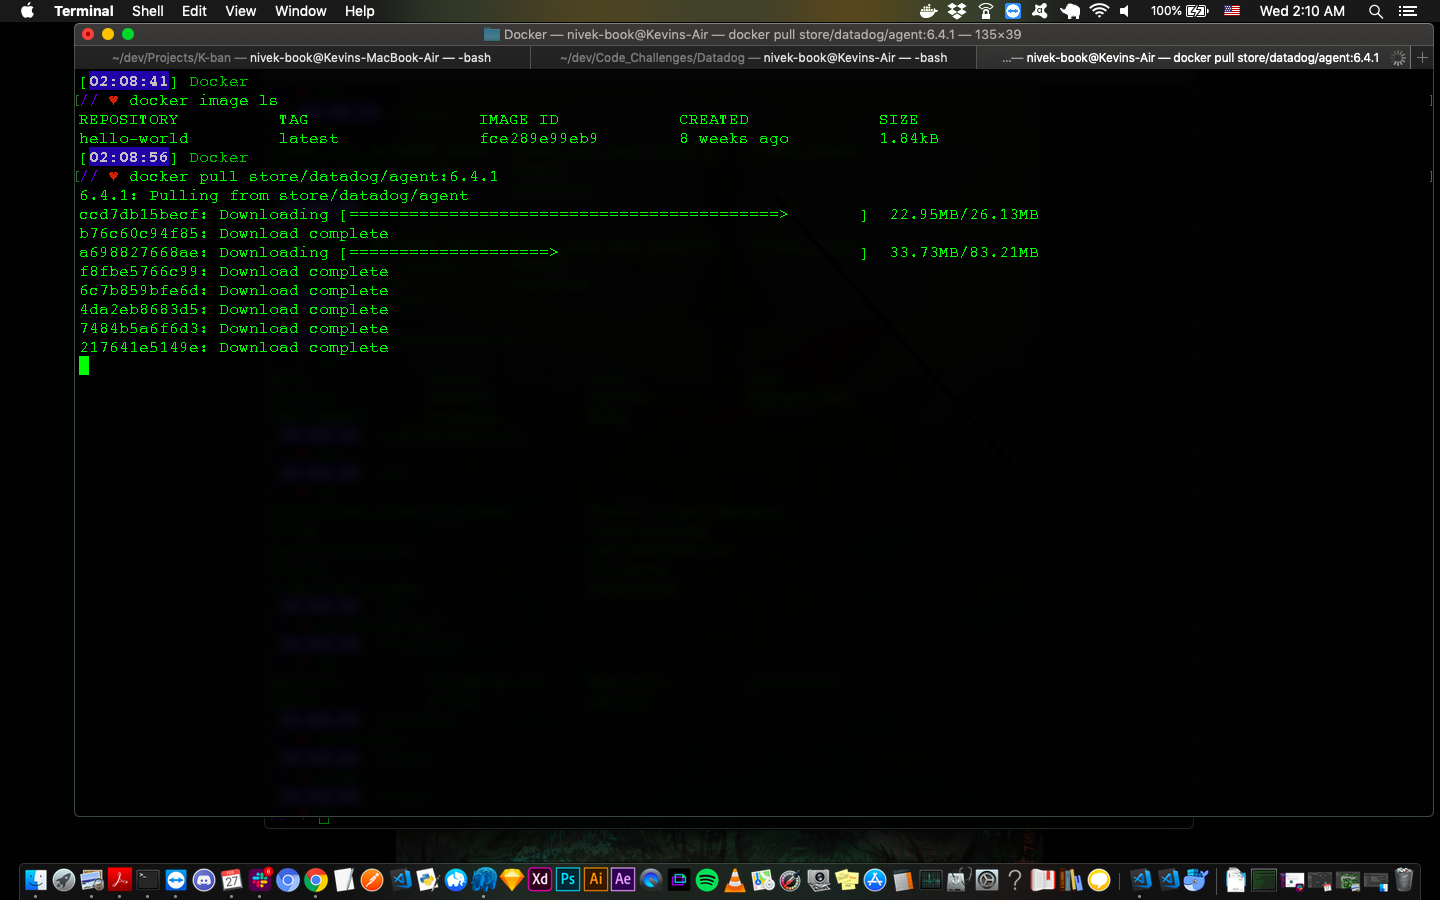 Terminal Shell Edit View Window Help 100% Wed 2:10 AM
Docker — nivek-book@Kevins-Air — docker pull store/datadog/agent:6.4.1 — 135×39
~/dev/Projects/K-ban — nivek-book@Kevins-MacBook-Air — -bash ~/dev/Code_Challenges/Datadog — nivek-book@Kevins-Air — -bash ...— nivek-book@Kevins-Air — docker pull store/datadog/agent:6.4.1 +
[02:08:41] Docker
[// ♥ docker image ls ]
REPOSITORY TAG IMAGE ID CREATED SIZE
hello-world latest fce289e99eb9 8 weeks ago 1.84kB
[02:08:56] Docker
[// ♥ docker pull store/datadog/agent:6.4.1 ]
6.4.1: Pulling from store/datadog/agent
ccd7db15becf: Downloading [===========================================> ] 22.95MB/26.13MB
b76c60c94f85: Download complete
a698827668ae: Downloading [====================> ] 33.73MB/83.21MB
f8fbe5766c99: Download complete
6c7b859bfe6d: Download complete
4da2eb8683d5: Download complete
7484b5a6f6d3: Download complete
217641e5149e: Download complete
27 6 Xd Ps Ai Ae ?